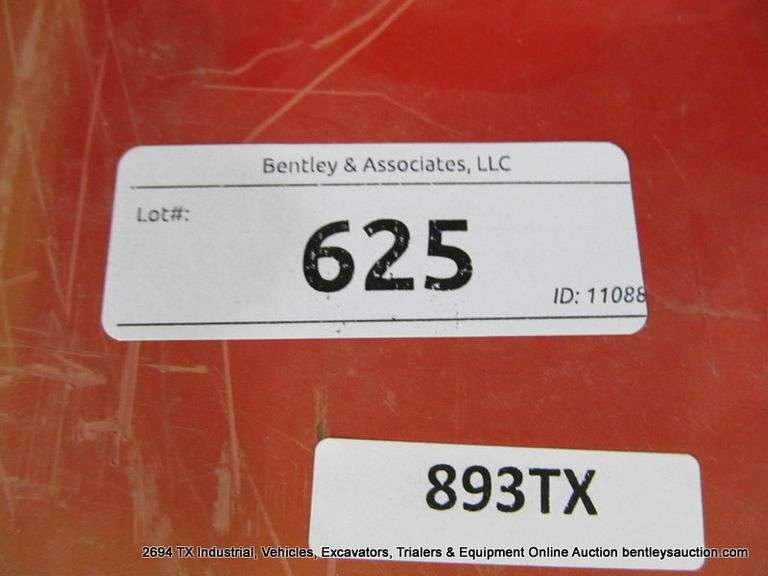 Bentley & Associates, LLC
Lot#:
625
ID: 11088
893TX
2694 TX Industrial, Vehicles, Excavators, Trialers & Equipment Online Auction bentleysauction.com